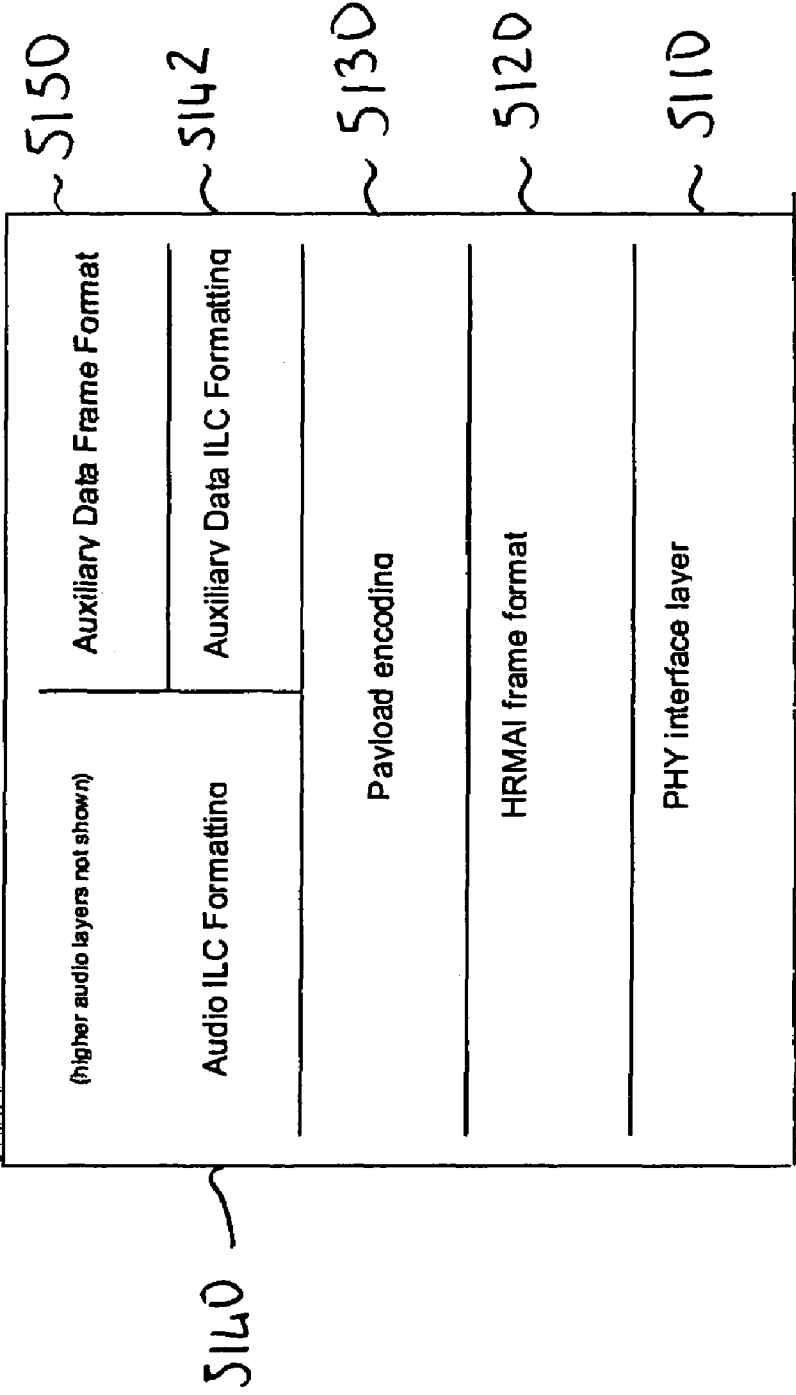 (higher audio layers not shown)
Auxiliary Data Frame Format
~ 5150
5140
Audio ILC Formatting
Auxiliary Data ILC Formatting
~ 5142
Payload encoding
~ 5130
HRMAI frame format
~ 5120
PHY interface layer
~ 5110